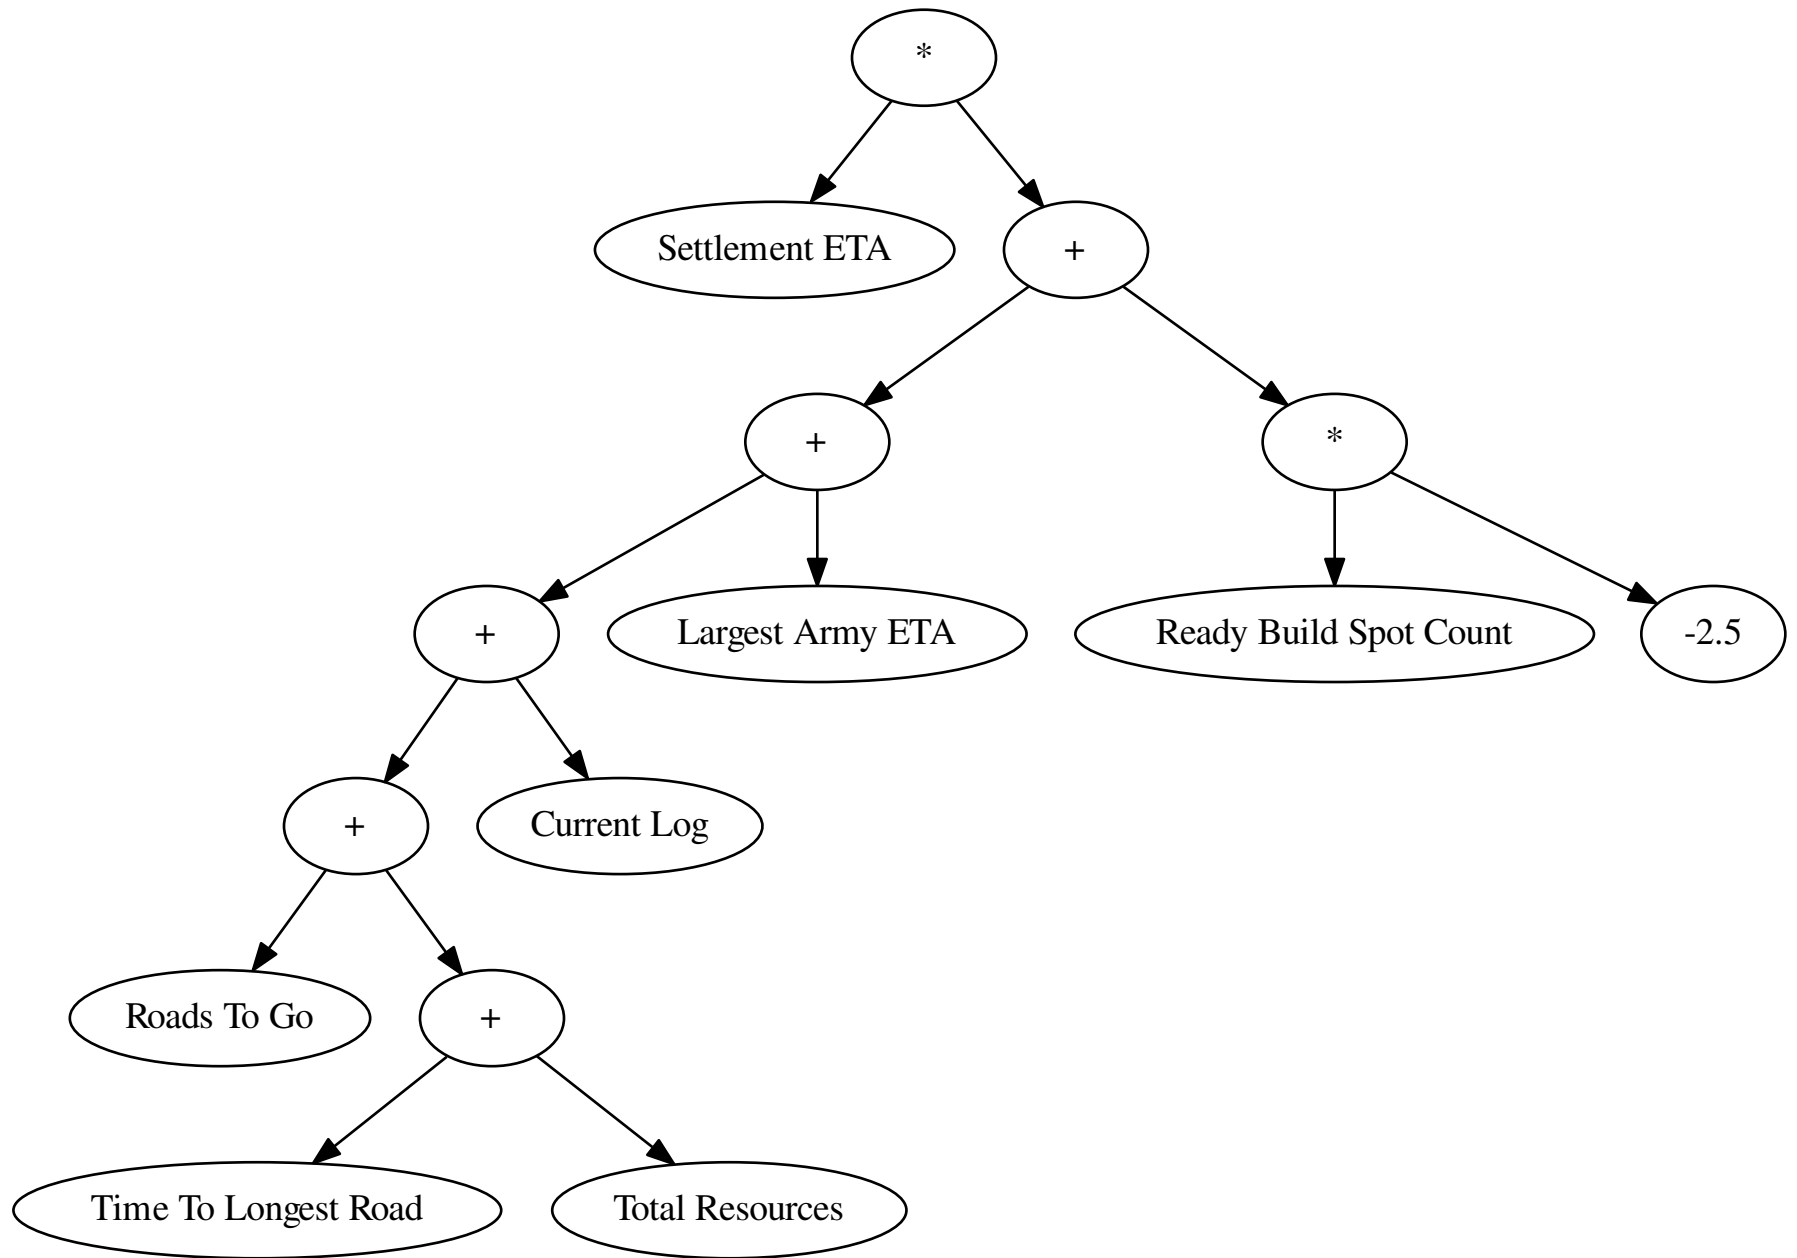 *
Settlement ETA
+
+
*
+
Largest Army ETA
Ready Build Spot Count
-2.5
+
Current Log
Roads To Go
+
Time To Longest Road
Total Resources